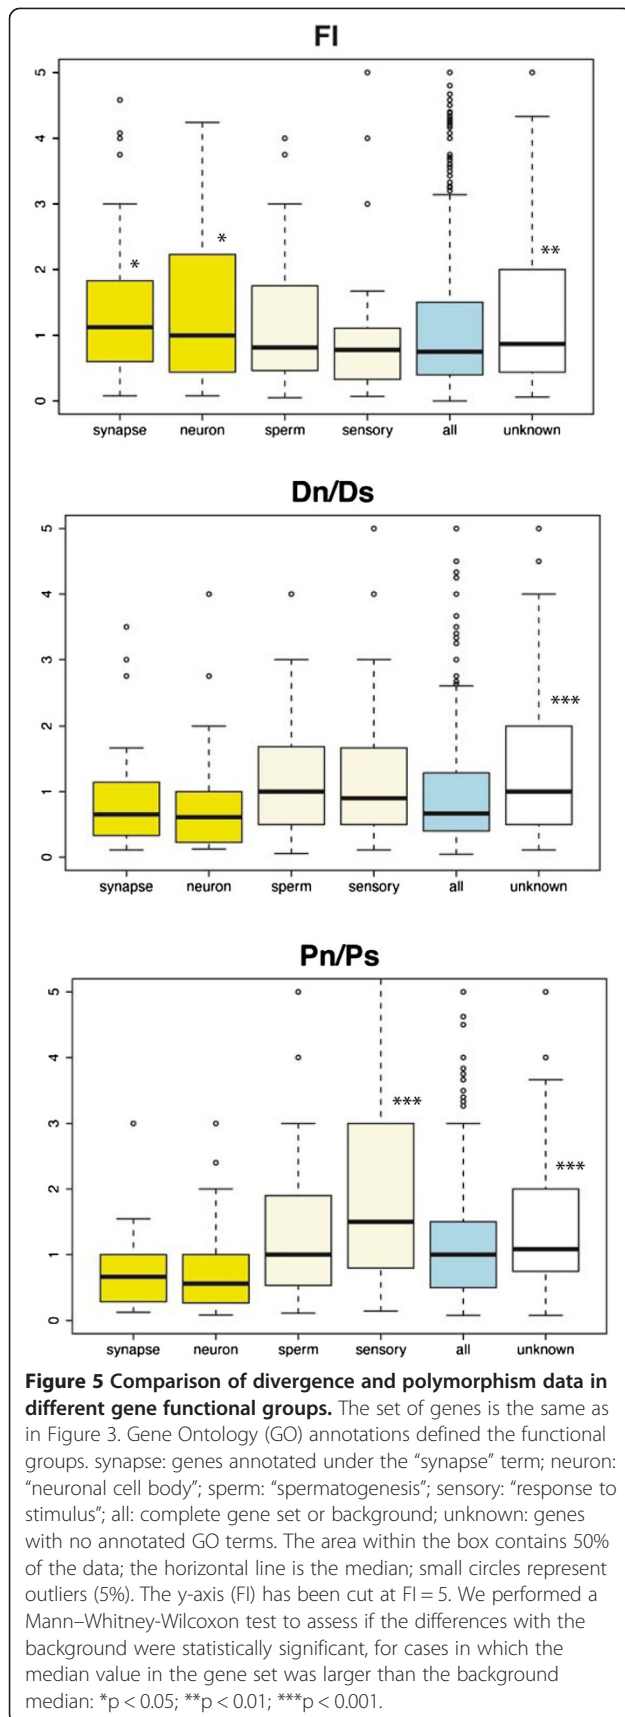 FI
5
4
3
2
1
0
*
*
**
synapse neuron sperm sensory all unknown
Dn/Ds
5
4
3
2
1
0
***
synapse neuron sperm sensory all unknown
Pn/Ps
5
4
3
2
1
0
***
***
synapse neuron sperm sensory all unknown
Figure 5 Comparison of divergence and polymorphism data in
different gene functional groups. The set of genes is the same as
in Figure 3. Gene Ontology (GO) annotations defined the functional
groups. synapse: genes annotated under the “synapse” term; neuron:
“neuronal cell body”; sperm: “spermatogenesis”; sensory: “response to
stimulus”; all: complete gene set or background; unknown: genes
with no annotated GO terms. The area within the box contains 50%
of the data; the horizontal line is the median; small circles represent
outliers (5%). The y-axis (FI) has been cut at FI = 5. We performed a
Mann–Whitney-Wilcoxon test to assess if the differences with the
background were statistically significant, for cases in which the
median value in the gene set was larger than the background
median: *p < 0.05; **p < 0.01; ***p < 0.001.